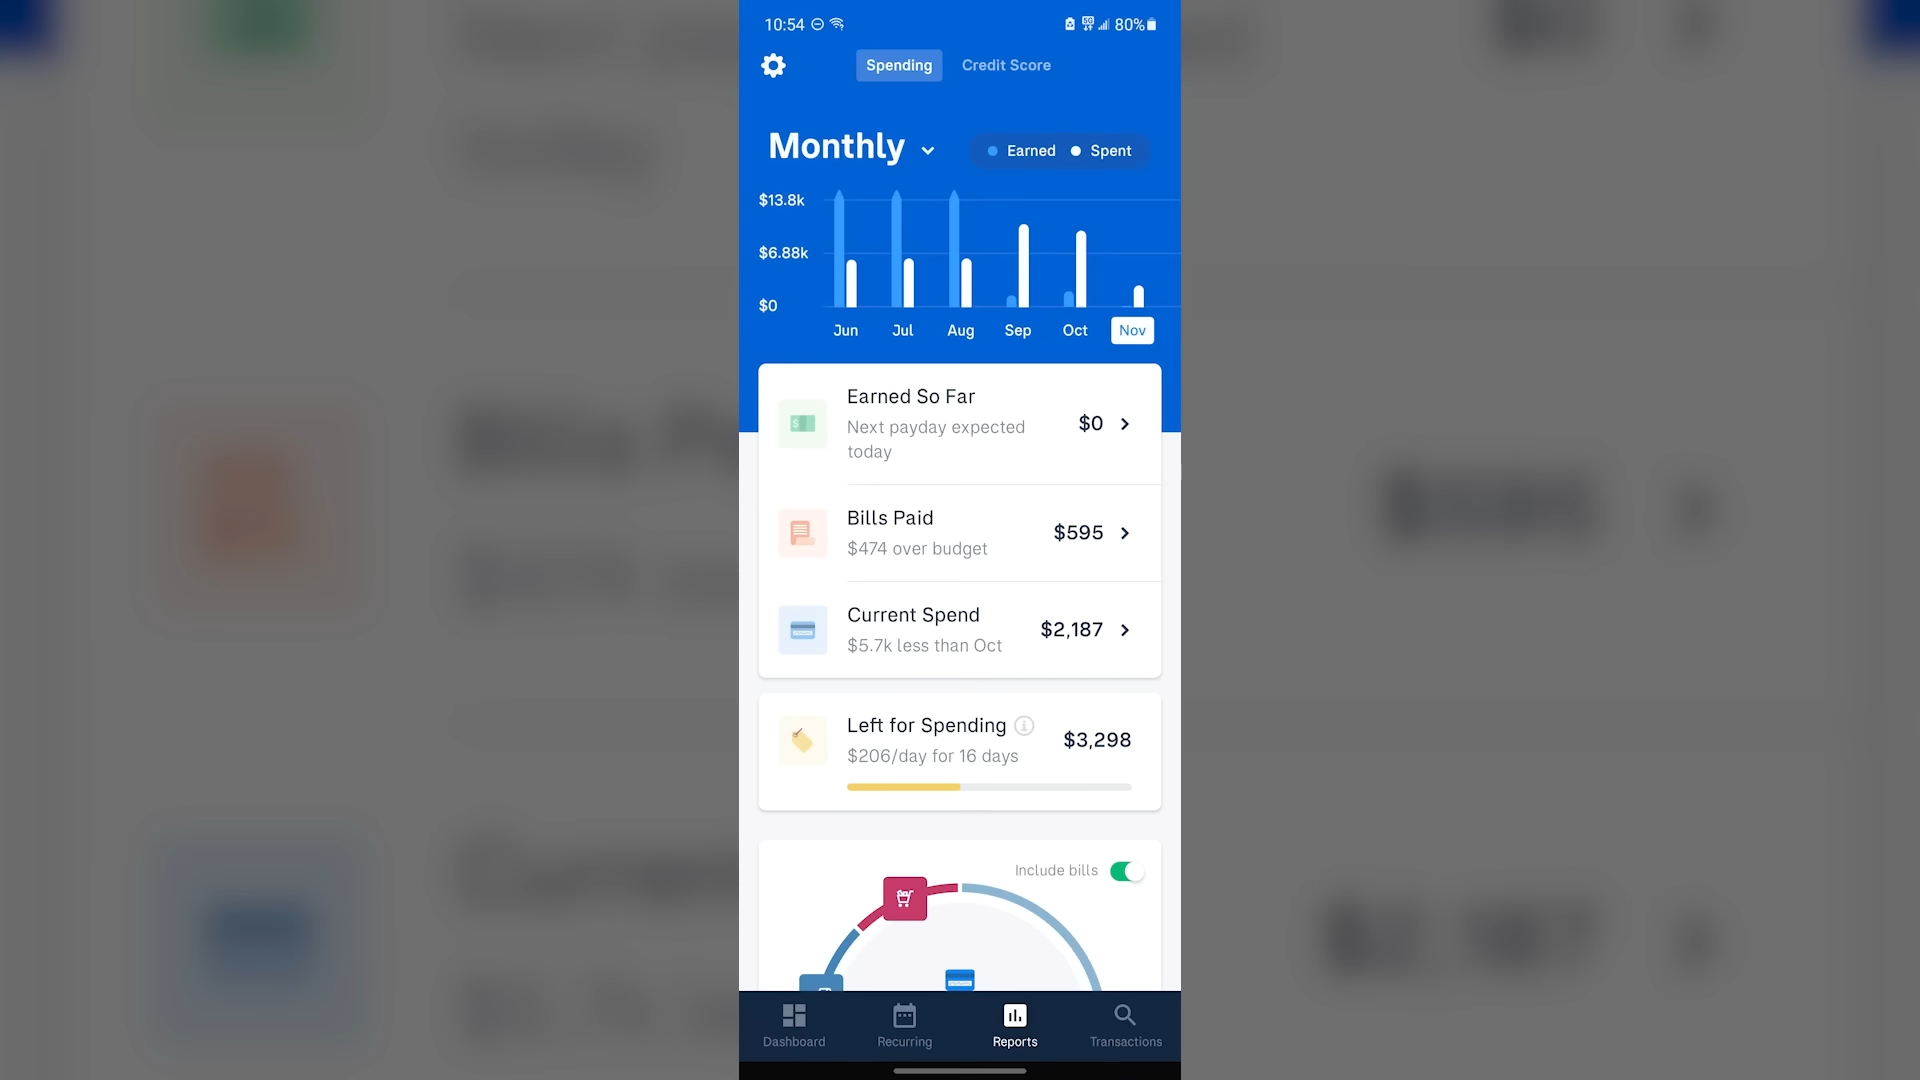 10:54
5G
80%
Spending
Credit Score
Monthly
Earned
Spent
$13.8k
$6.88k
$0
Jun
Jul
Aug
Sep
Oct
Nov
Earned So Far
Next payday expected
today
$0
Bills Paid
$474 over budget
$595
Current Spend
$5.7k less than Oct
$2,187
Left for Spending
$206/day for 16 days
$3,298
Include bills
Dashboard
Recurring
Reports
Transactions